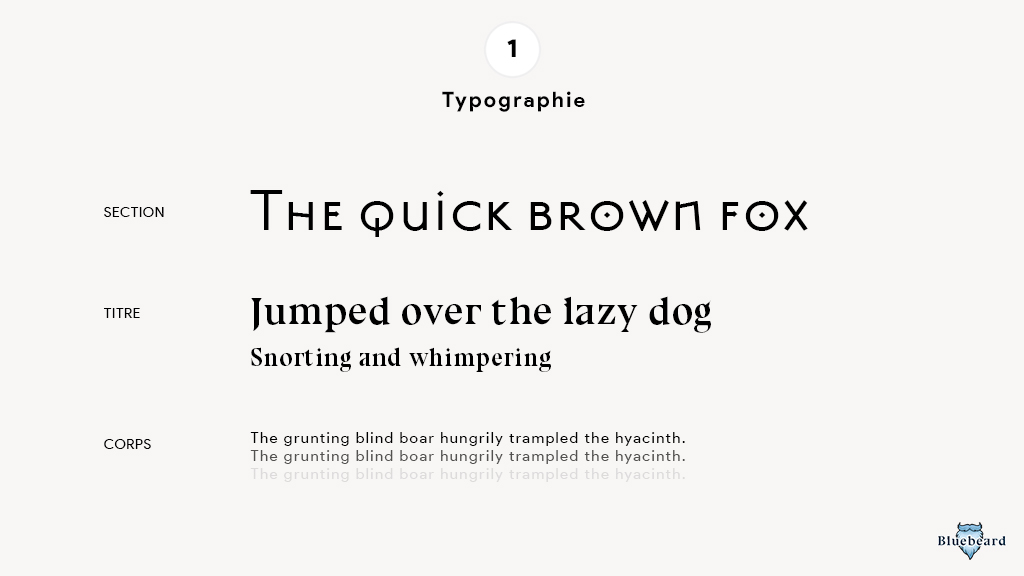 1
Typographie
SECTION
The quick brown fox
TITRE
Jumped over the lazy dog
Snorting and whimpering
CORPS
The grunting blind boar hungrily trampled the hyacinth.
The grunting blind boar hungrily trampled the hyacinth.
The grunting blind boar hungrily trampled the hyacinth.
Bluebeard